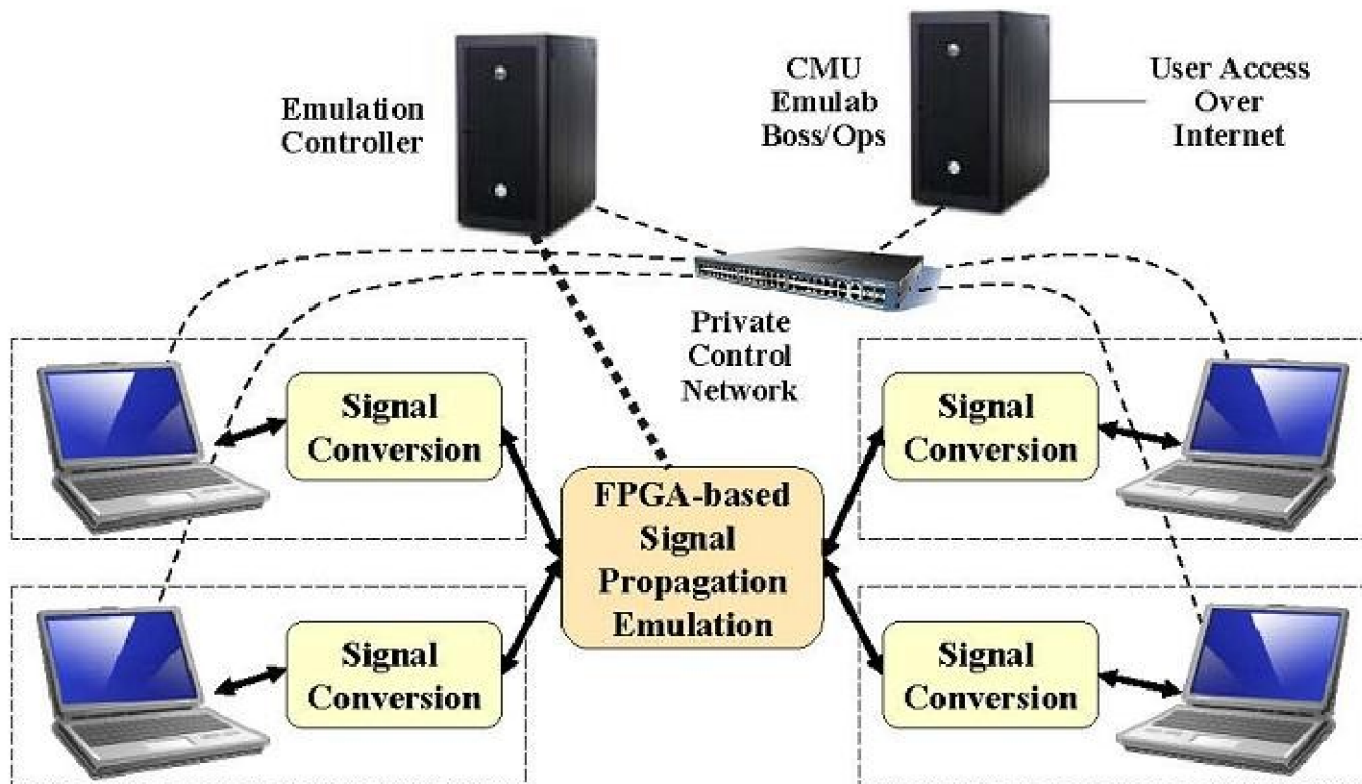 Emulation
Controller
CMU
Emulab
Boss/Ops
User Access
Over
Internet
Private
Control
Network
Signal
Conversion
Signal
Conversion
FPGA-based
Signal
Propagation
Emulation
Signal
Conversion
Signal
Conversion